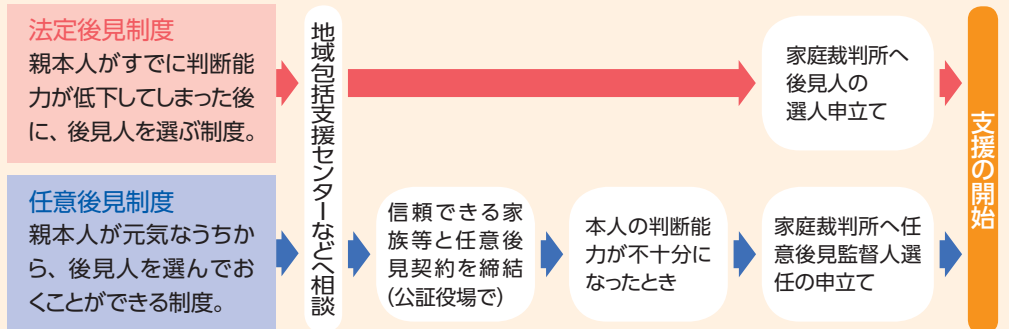 法定後見制度
親本人がすでに判断能
力が低下してしまった後
に、後見人を選ぶ制度。
任意後見制度
親本人が元気なうちか
ら、後見人を選んでお
くことができる制度。
地域包括支援センターなどへ相談
家庭裁判所へ
後見人の
選人申立て
信頼できる家
族等と任意後
見契約を締結
(公証役場で)
本人の判断能
力が不十分に
なったとき
家庭裁判所へ任
意後見監督人選
任の申立て
支援の開始